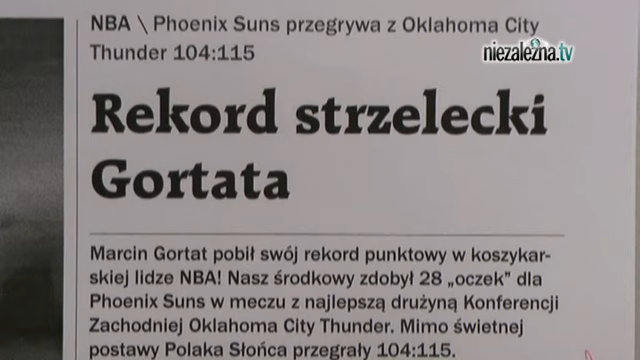 NBA \ Phoenix Suns przegrywa z Oklahoma City
Thunder 104:115
niezależna.tv
Rekord strzelecki
Gortata
Marcin Gortat pobił swój rekord punktowy w koszykar-
skiej lidze NBA! Nasz środkowy zdobył 28 „oczek” dla
Phoenix Suns w meczu z najlepszą drużyną Konferencji
Zachodniej Oklahoma City Thunder. Mimo świetnej
postawy Polaka Słońca przegrały 104:115.